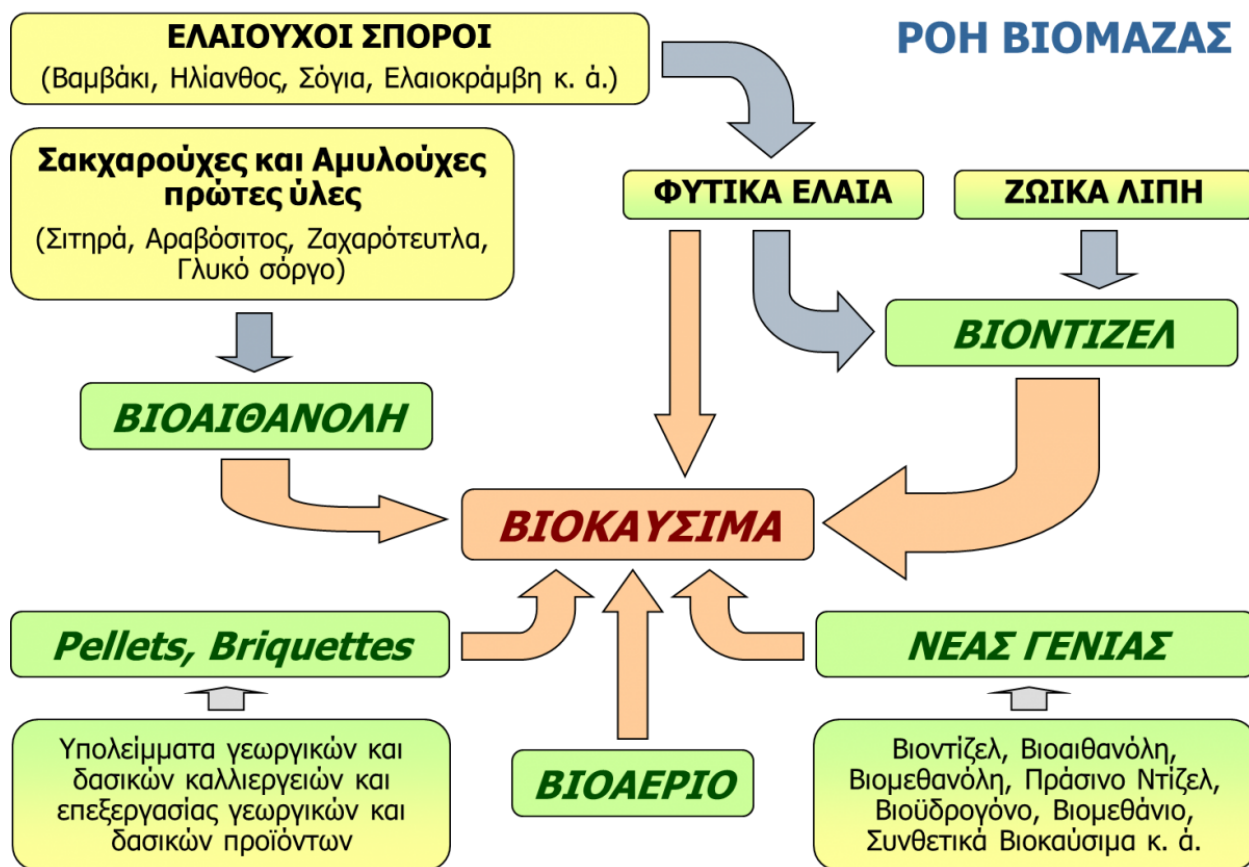 ΕΛΑΙΟΥΧΟΙ ΣΠΟΡΟΙ
(Βαμβάκι, Ηλίανθος, Σόγια, Ελαιοκράμβη κ. ά.)
ΡΟΗ ΒΙΟΜΑΖΑΣ
Σακχαρούχες και Αμυλούχες
πρώτες ύλες
(Σιτηρά, Αραβόσιτος, Ζαχαρότευτλα,
Γλυκό σόργο)
ΦΥΤΙΚΑ ΕΛΑΙΑ
ΖΩΙΚΑ ΛΙΠΗ
ΒΙΟΝΤΙΖΕΛ
ΒΙΟΑΙΘΑΝΟΛΗ
ΒΙΟΚΑΥΣΙΜΑ
Pellets, Briquettes
ΝΕΑΣ ΓΕΝΙΑΣ
Υπολείμματα γεωργικών και
δασικών καλλιεργειών και
επεξεργασίας γεωργικών και
δασικών προϊόντων
ΒΙΟΑΕΡΙΟ
Βιοντίζελ, Βιοαιθανόλη,
Βιομεθανόλη, Πράσινο Ντίζελ,
Βιοϋδρογόνο, Βιομεθάνιο,
Συνθετικά Βιοκαύσιμα κ. ά.